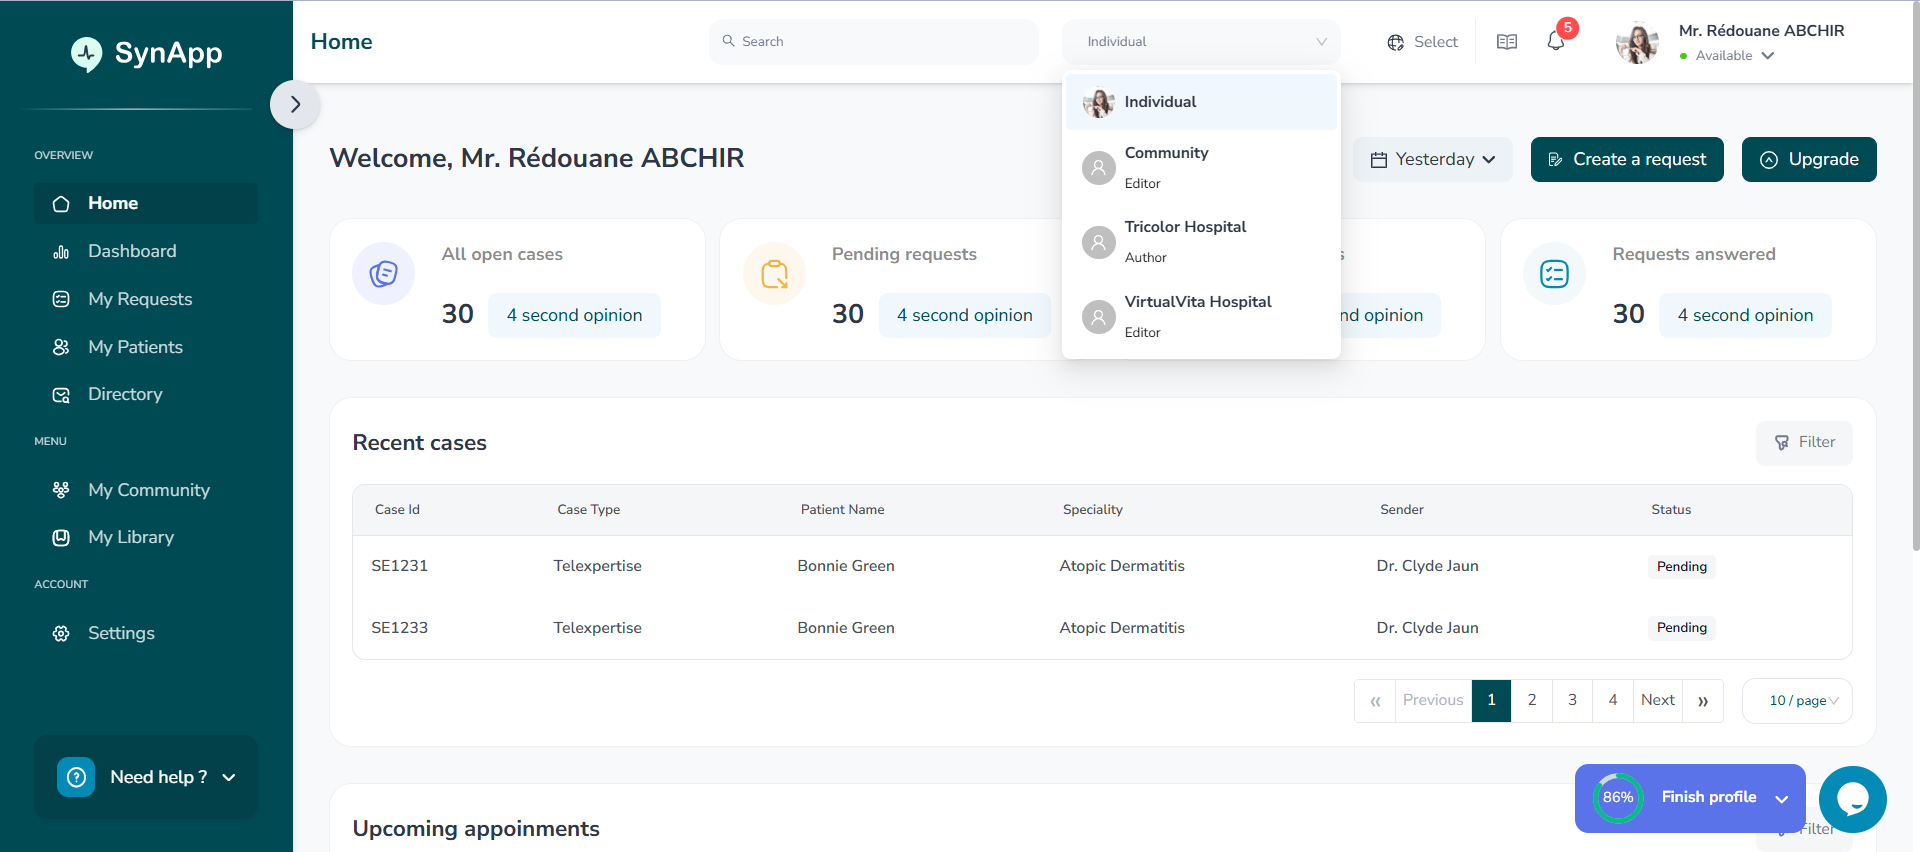 SynApp
Home
Search
Individual
Select
5
Mr. Rédouane ABCHIR
Available
OVERVIEW
Home
Dashboard
My Requests
My Patients
Directory
MENU
My Community
My Library
ACCOUNT
Settings
Need help ?
Welcome, Mr. Rédouane ABCHIR
Individual
Community
Editor
Tricolor Hospital
Author
VirtualVita Hospital
Editor
Yesterday
Create a request
Upgrade
All open cases
30
4 second opinion
Pending requests
30
4 second opinion
s
nd opinion
Requests answered
30
4 second opinion
Recent cases
Filter
Case Id Case Type Patient Name Speciality Sender Status
SE1231 Telexpertise Bonnie Green Atopic Dermatitis Dr. Clyde Jaun Pending
SE1233 Telexpertise Bonnie Green Atopic Dermatitis Dr. Clyde Jaun Pending
« Previous 1 2 3 4 Next »
10 / page
86%
Finish profile
Upcoming appoinments
Filter